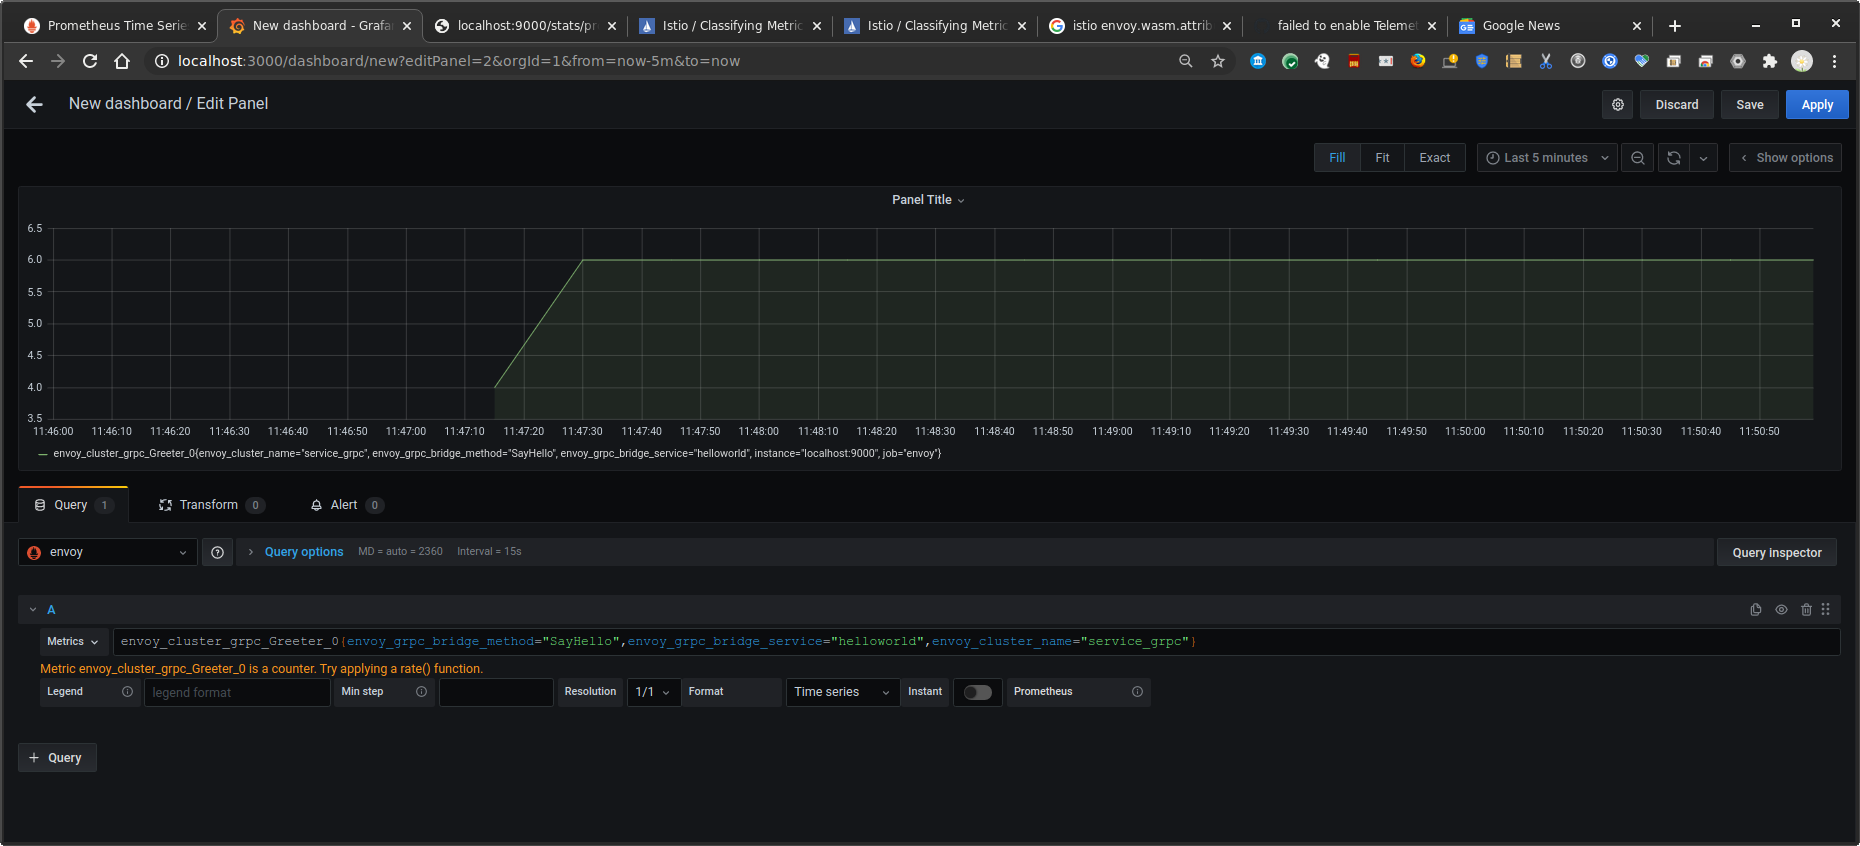 Prometheus Time Serie
New dashboard - Grafa
localhost:9000/stats/pr
Istio / Classifying Metric
Istio / Classifying Metric
istio envoy.wasm.attrib
failed to enable Telemet
Google News
localhost:3000/dashboard/new?editPanel=2&orgId=1&from=now-5m&to=now
New dashboard / Edit Panel
Discard
Save
Apply
Fill
Fit
Exact
Last 5 minutes
Show options
Panel Title
6.5
6.0
5.5
5.0
4.5
4.0
3.5
11:46:00 11:46:10 11:46:20 11:46:30 11:46:40 11:46:50 11:47:00 11:47:10 11:47:20 11:47:30 11:47:40 11:47:50 11:48:00 11:48:10 11:48:20 11:48:30 11:48:40 11:48:50 11:49:00 11:49:10 11:49:20 11:49:30 11:49:40 11:49:50 11:50:00 11:50:10 11:50:20 11:50:30 11:50:40 11:50:50
envoy_cluster_grpc_Greeter_0{envoy_cluster_name="service_grpc", envoy_grpc_bridge_method="SayHello", envoy_grpc_bridge_service="helloworld", instance="localhost:9000", job="envoy"}
Query 1
Transform 0
Alert 0
envoy
Query options
MD = auto = 2360
Interval = 15s
Query inspector
A
Metrics
envoy_cluster_grpc_Greeter_0{envoy_grpc_bridge_method="SayHello",envoy_grpc_bridge_service="helloworld",envoy_cluster_name="service_grpc"}
Metric envoy_cluster_grpc_Greeter_0 is a counter. Try applying a rate() function.
Legend
legend format
Min step
Resolution
1/1
Format
Time series
Instant
Prometheus
+ Query